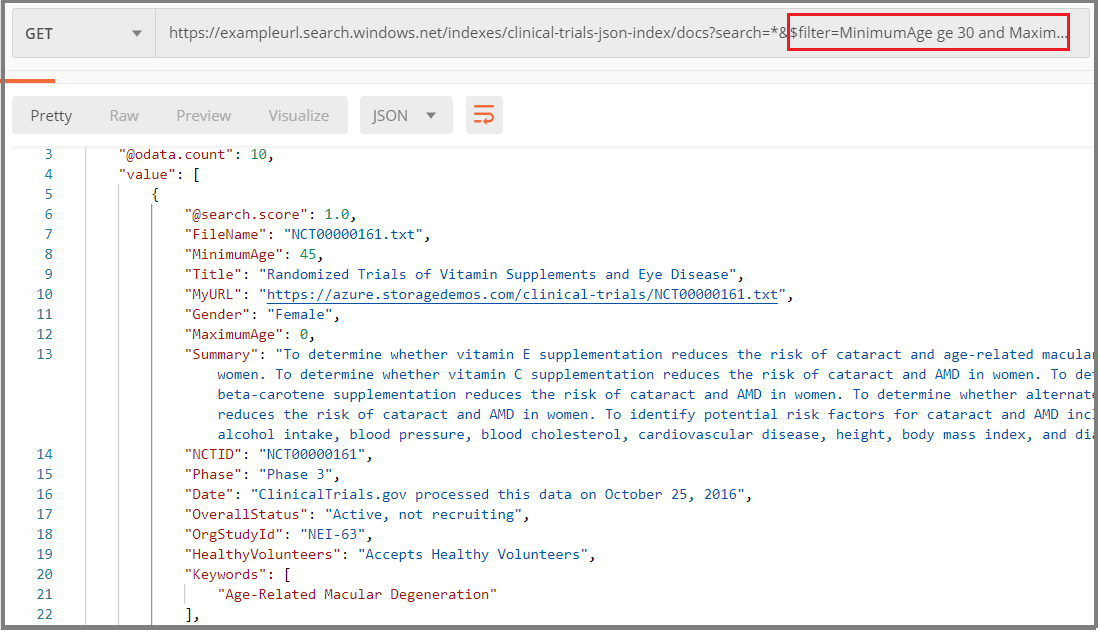 GET https://exampleurl.search.windows.net/indexes/clinical-trials-json-index/docs?search=*&$filter=MinimumAge ge 30 and Maxim...
Pretty Raw Preview Visualize JSON
3 "@odata.count": 10,
4 "value": [
5 {
6 "@search.score": 1.0,
7 "FileName": "NCT00000161.txt",
8 "MinimumAge": 45,
9 "Title": "Randomized Trials of Vitamin Supplements and Eye Disease",
10 "MyURL": "https://azure.storagedemos.com/clinical-trials/NCT00000161.txt",
11 "Gender": "Female",
12 "MaximumAge": 0,
13 "Summary": "To determine whether vitamin E supplementation reduces the risk of cataract and age-related macular
women. To determine whether vitamin C supplementation reduces the risk of cataract and AMD in women. To det
beta-carotene supplementation reduces the risk of cataract and AMD in women. To determine whether alternate
reduces the risk of cataract and AMD in women. To identify potential risk factors for cataract and AMD incl
alcohol intake, blood pressure, blood cholesterol, cardiovascular disease, height, body mass index, and dia
14 "NCTID": "NCT00000161",
15 "Phase": "Phase 3",
16 "Date": "ClinicalTrials.gov processed this data on October 25, 2016",
17 "OverallStatus": "Active, not recruiting",
18 "OrgStudyId": "NEI-63",
19 "HealthyVolunteers": "Accepts Healthy Volunteers",
20 "Keywords": [
21 "Age-Related Macular Degeneration"
22 ],